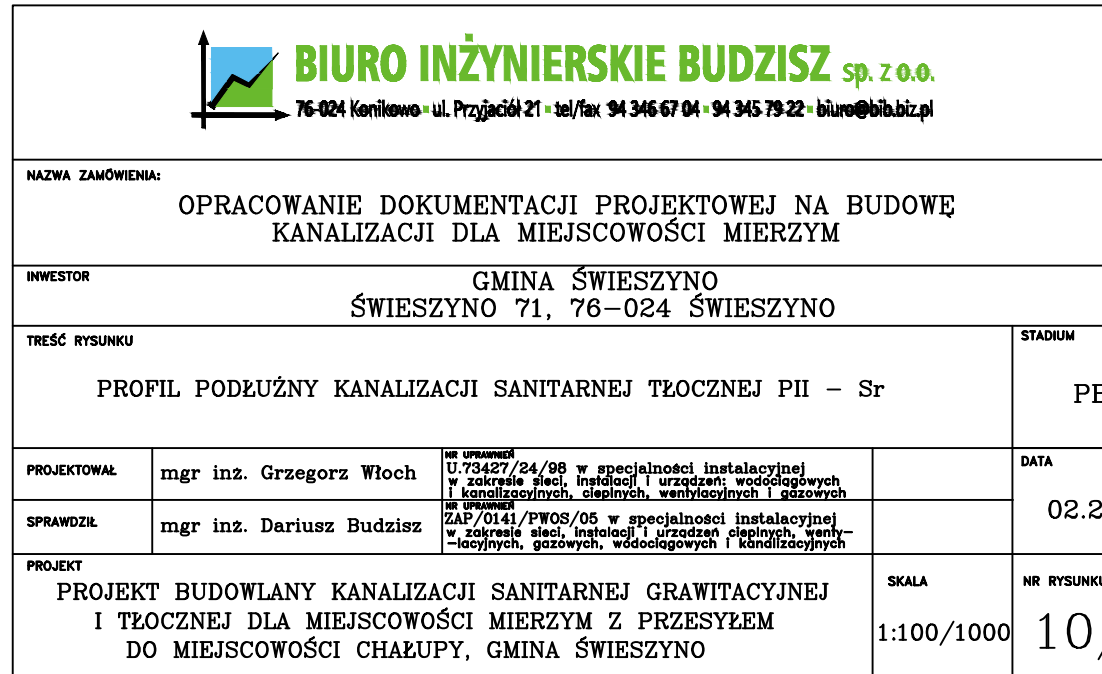 BIURO INŻYNIERSKIE BUDZISZ sp. z o.o.
76-024 Konikowo ul. Przyjaciół 21 tel/fax 94 346 67 04 94 345 79 22 biuro@bib.biz.pl
NAZWA ZAMÓWIENIA:
OPRACOWANIE DOKUMENTACJI PROJEKTOWEJ NA BUDOWĘ
KANALIZACJI DLA MIEJSCOWOŚCI MIERZYM
INWESTOR
GMINA ŚWIESZYNO
ŚWIESZYNO 71, 76-024 ŚWIESZYNO
TREŚĆ RYSUNKU
PROFIL PODŁUŻNY KANALIZACJI SANITARNEJ TŁOCZNEJ PII - Sr
STADIUM
PROJEKTOWAŁ
mgr inż. Grzegorz Włoch
NR UPRAWNIEŃ
U.73427/24/98 w specjalności instalacyjnej
w zakresie sieci, instalacji i urządzeń: wodociągowych
i kanalizacyjnych, cieplnych, wentylacyjnych i gazowych
DATA
02.2
SPRAWDZIŁ
mgr inż. Dariusz Budzisz
NR UPRAWNIEŃ
ZAP/0141/PWOS/05 w specjalności instalacyjnej
w zakresie sieci, instalacji i urządzeń cieplnych, wenty-
-lacyjnych, gazowych, wodociągowych i kanalizacyjnych
PROJEKT
PROJEKT BUDOWLANY KANALIZACJI SANITARNEJ GRAWITACYJNEJ
I TŁOCZNEJ DLA MIEJSCOWOŚCI MIERZYM Z PRZESYŁEM
DO MIEJSCOWOŚCI CHAŁUPY, GMINA ŚWIESZYNO
SKALA
1:100/1000
NR RYSUNKU
10/